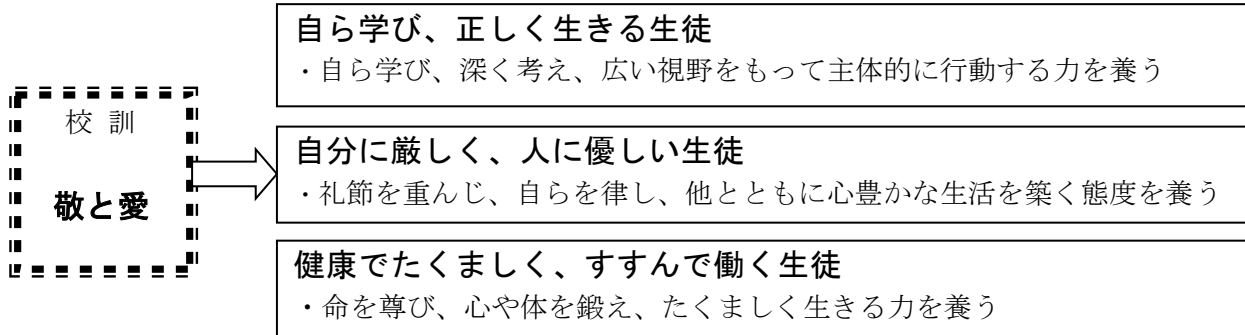 校 訓
敬と愛
自ら学び、正しく生きる生徒
・自ら学び、深く考え、広い視野をもって主体的に行動する力を養う
自分に厳しく、人に優しい生徒
・礼節を重んじ、自らを律し、他とともに心豊かな生活を築く態度を養う
健康でたくましく、すすんで働く生徒
・命を尊び、心や体を鍛え、たくましく生きる力を養う